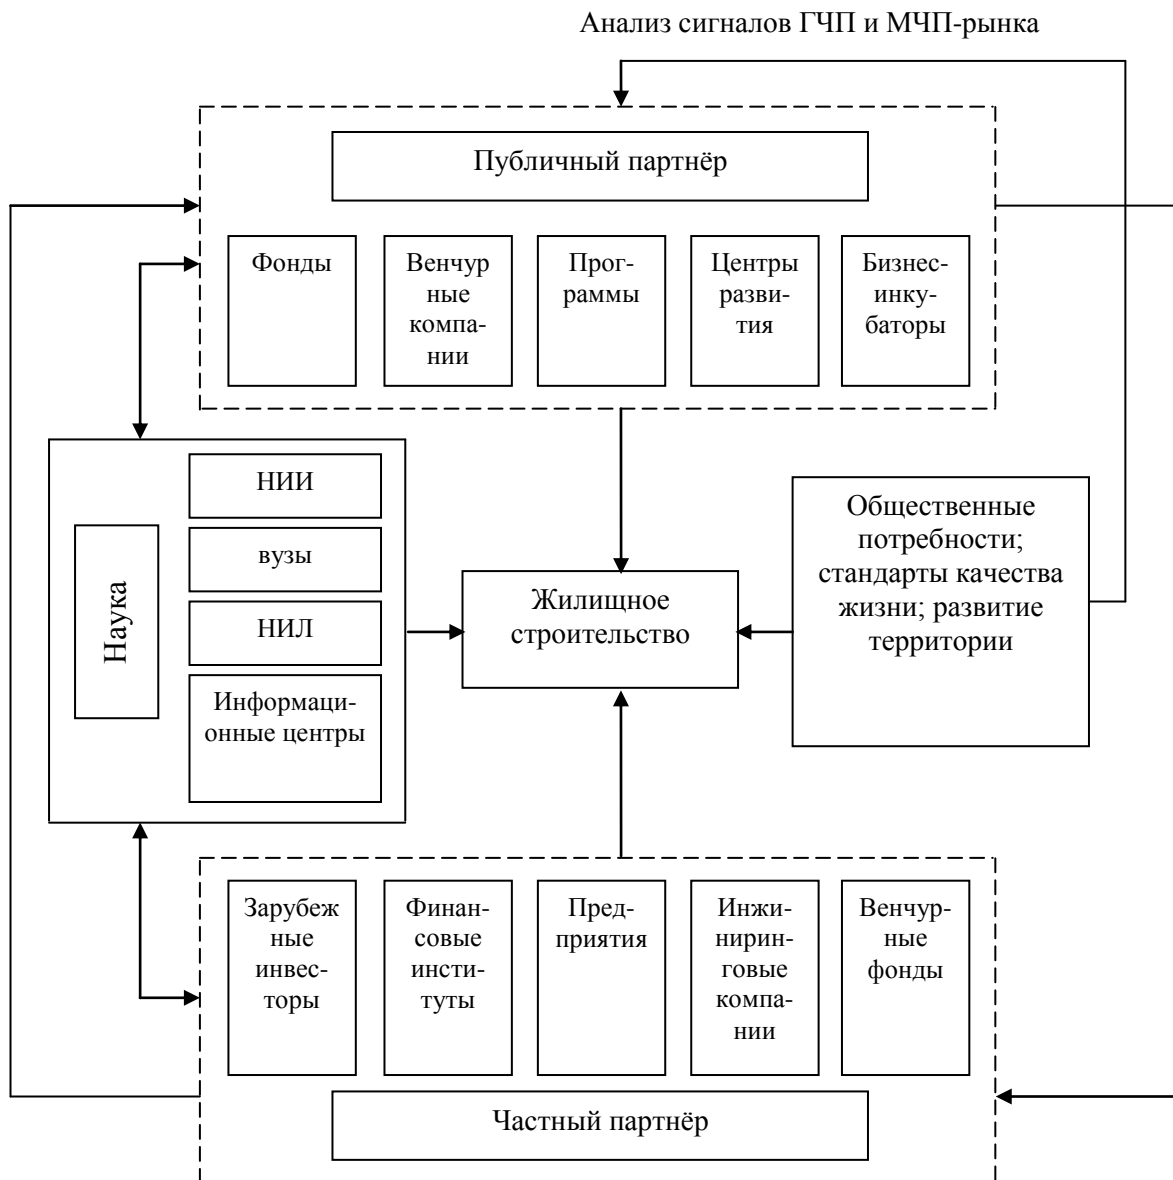 Анализ сигналов ГЧП и МЧП-рынка
Публичный партнёр
Фонды
Венчур
ные
компа-
нии
Прог-
раммы
Центры
разви-
тия
Бизнес-
инку-
баторы
Наука
НИИ
вузы
НИЛ
Информаци-
онные центры
Жилищное
строительство
Общественные
потребности;
стандарты качества
жизни; развитие
территории
Зарубеж
ные
инвес-
торы
Финан-
совые
инсти-
туты
Пред-
приятия
Инжи-
нирин-
говые
компа-
нии
Венчур-
ные
фонды
Частный партнёр